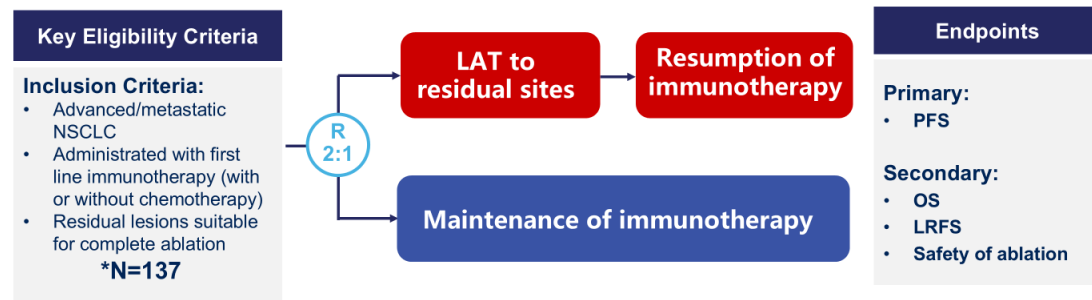 Key Eligibility Criteria
Inclusion Criteria:
• Advanced/metastatic
NSCLC
• Administrated with first
line immunotherapy (with
or without chemotherapy)
• Residual lesions suitable
for complete ablation
*N=137
R
2:1
LAT to
residual sites
Resumption of
immunotherapy
Maintenance of immunotherapy
Endpoints
Primary:
• PFS
Secondary:
• OS
• LRFS
• Safety of ablation